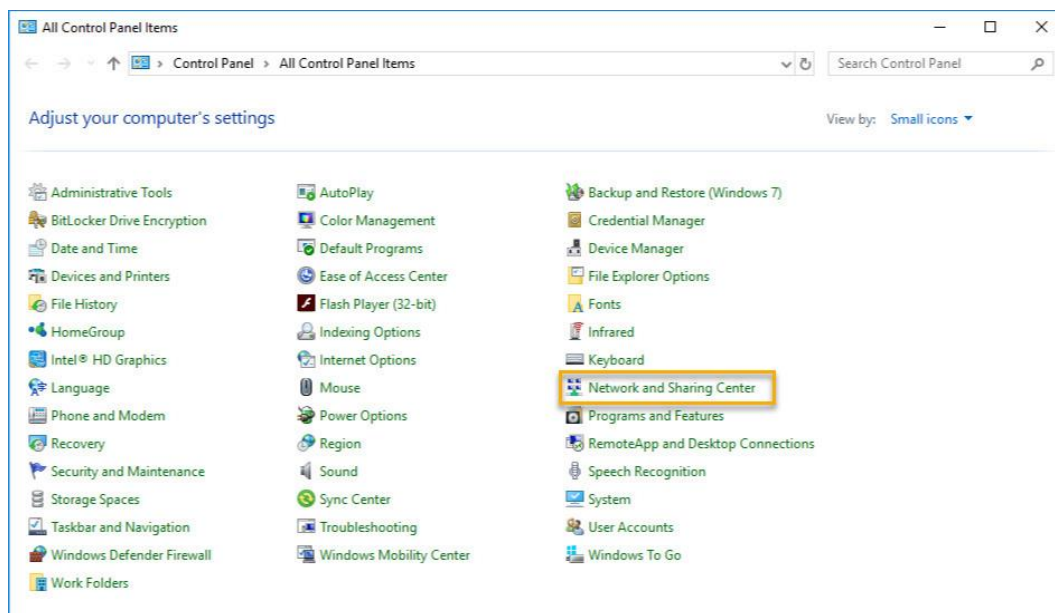 All Control Panel Items
Control Panel > All Control Panel Items
Search Control Panel
Adjust your computer's settings
View by: Small icons
Administrative Tools
AutoPlay
Backup and Restore (Windows 7)
BitLocker Drive Encryption
Color Management
Credential Manager
Date and Time
Default Programs
Device Manager
Devices and Printers
Ease of Access Center
File Explorer Options
File History
Flash Player (32-bit)
Fonts
HomeGroup
Indexing Options
Infrared
Intel® HD Graphics
Internet Options
Keyboard
Language
Mouse
Network and Sharing Center
Phone and Modem
Power Options
Programs and Features
Recovery
Region
RemoteApp and Desktop Connections
Security and Maintenance
Sound
Speech Recognition
Storage Spaces
Sync Center
System
Taskbar and Navigation
Troubleshooting
User Accounts
Windows Defender Firewall
Windows Mobility Center
Windows To Go
Work Folders